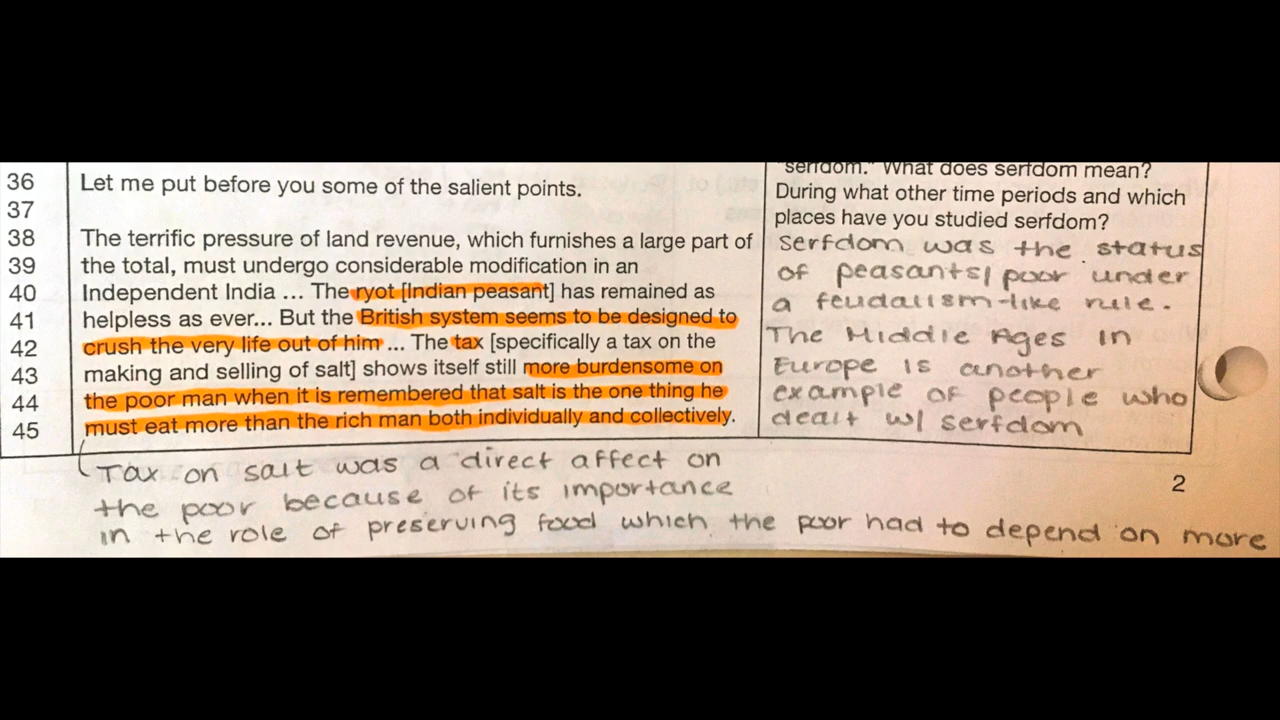 36
37
38
39
40
41
42
43
44
45
Let me put before you some of the salient points.
The terrific pressure of land revenue, which furnishes a large part of
the total, must undergo considerable modification in an
Independent India ... The ryot [Indian peasant] has remained as
helpless as ever... But the British system seems to be designed to
crush the very life out of him ... The tax [specifically a tax on the
making and selling of salt] shows itself still more burdensome on
the poor man when it is remembered that salt is the one thing he
must eat more than the rich man both individually and collectively.
"serfdom." What does serfdom mean?
During what other time periods and which
places have you studied serfdom?
Serfdom was the status
of peasants/poor under
a feudalism-like rule.
The Middle Ages in
Europe is another
example of people who
dealt w/ serfdom
Tax on salt was a direct affect on
the poor because of its importance
in the role of preserving food which the poor had to depend on more
2